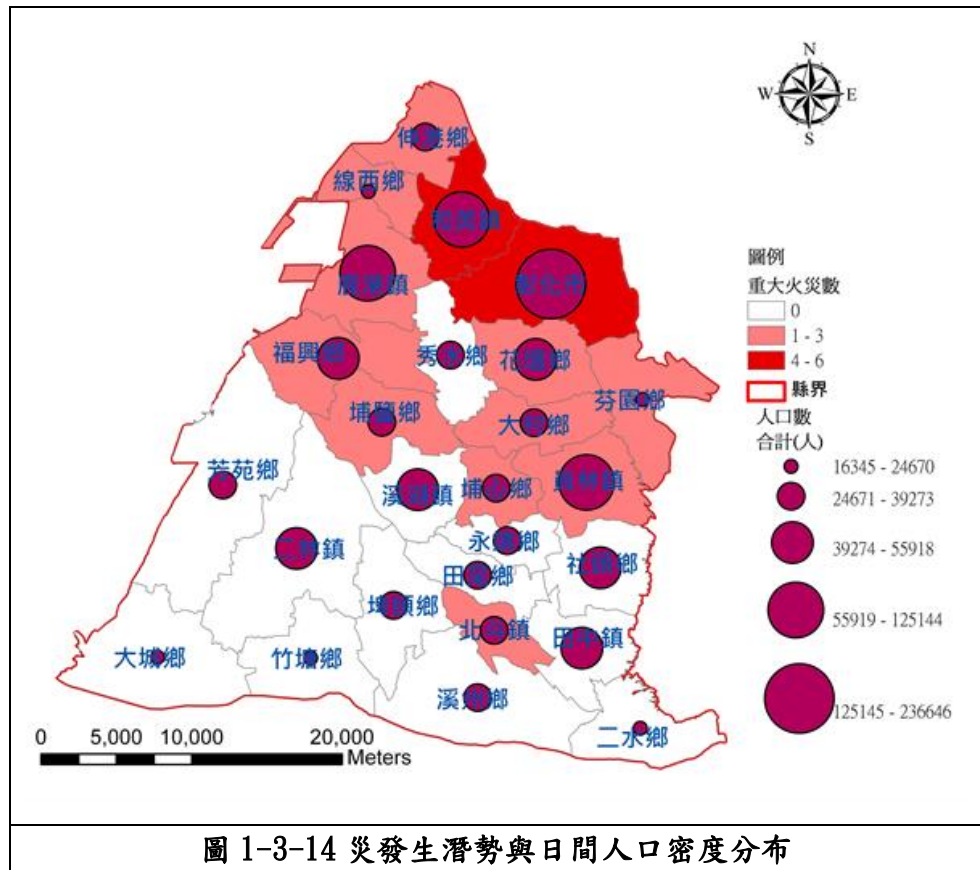 N
W E
S
伸港鄉
線西鄉
和美鎮
鹿港鎮
彰化市
福興鄉
秀水鄉
花壇鄉
芬園鄉
埔鹽鄉
大村鄉
芳苑鄉
溪湖鎮
埔心鄉
員林鎮
二林鎮
永靖鄉
社頭鄉
田尾鄉
埤頭鄉
北斗鎮
田中鎮
大城鄉
竹塘鄉
溪州鄉
二水鄉
圖例
重大火災數
0
1 - 3
4 - 6
縣界
人口數
合計(人)
16345 - 24670
24671 - 39273
39274 - 55918
55919 - 125144
125145 - 236646
0 5,000 10,000 20,000
Meters
圖 1-3-14 災發生潛勢與日間人口密度分布